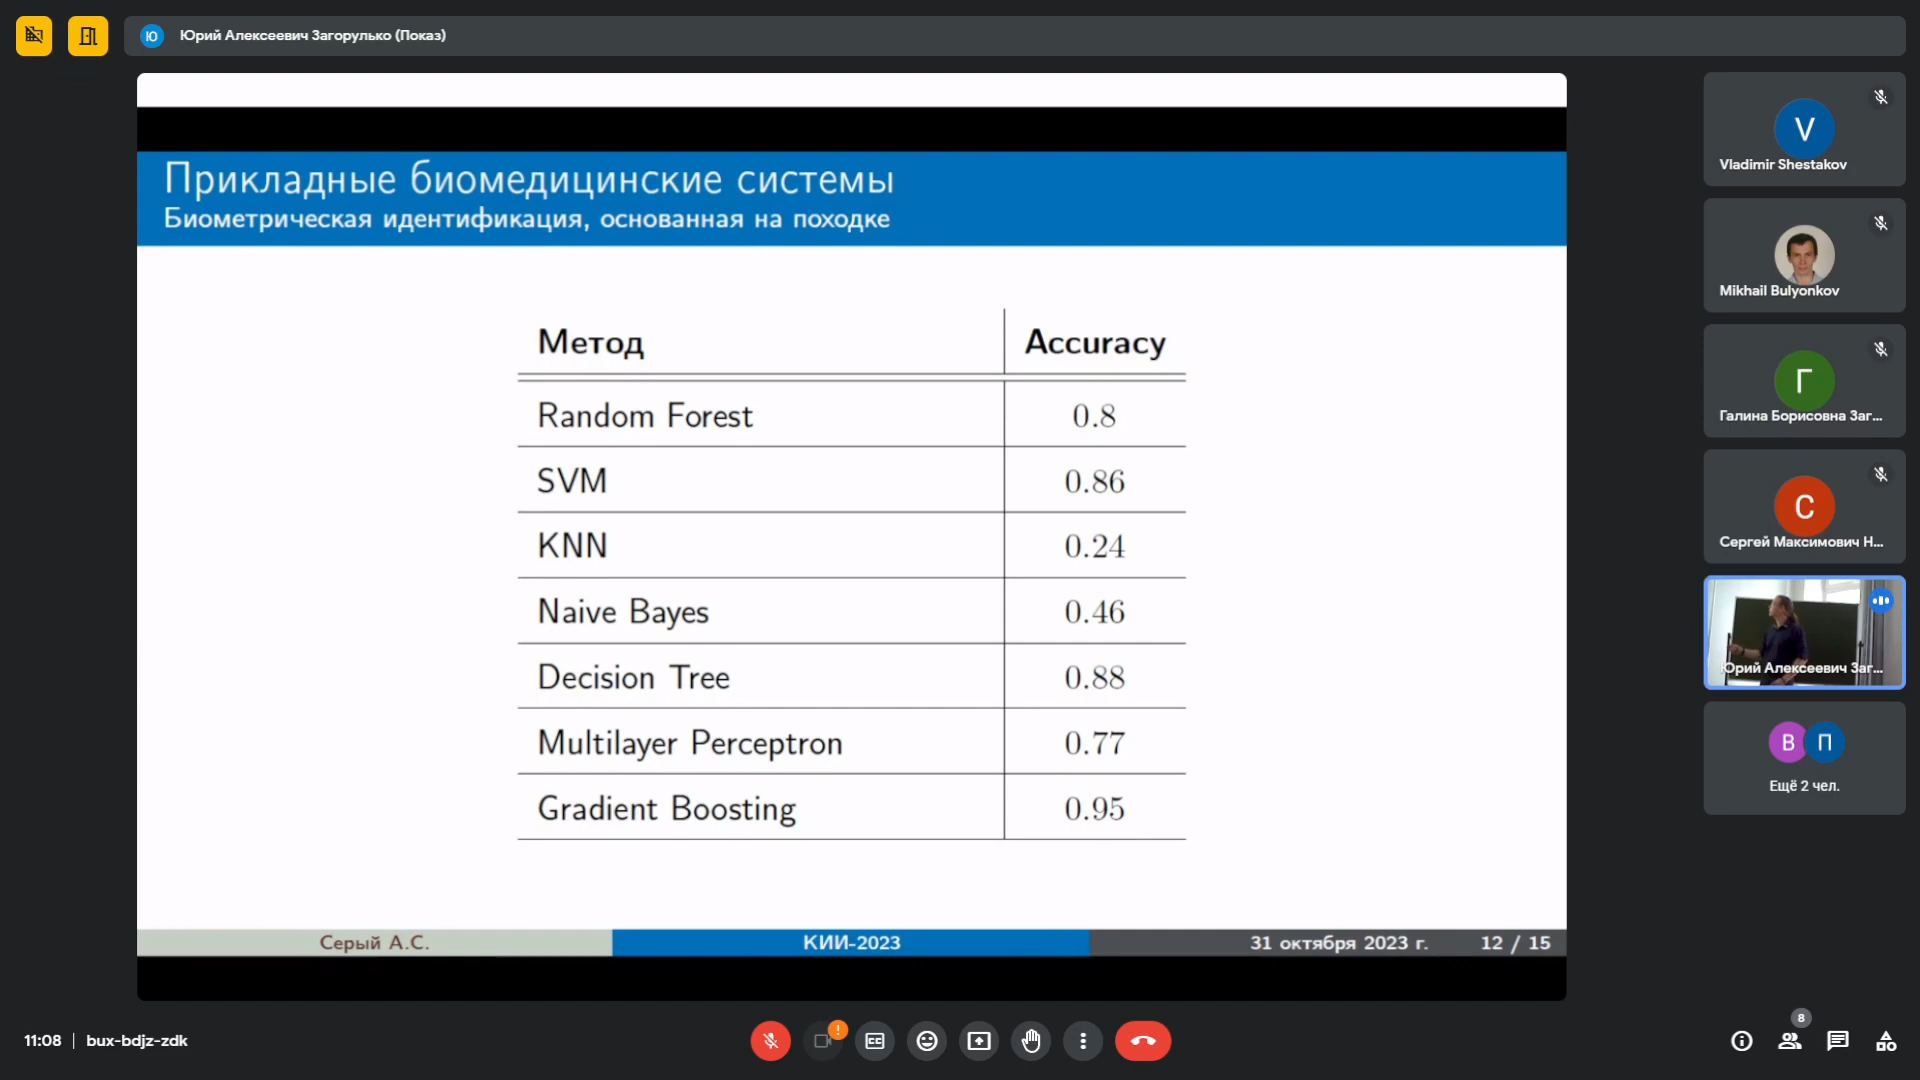 Ю Юрий Алексеевич Загорулько (Показ)
Прикладные биомедицинские системы
Биометрическая идентификация, основанная на походке
Метод Accuracy
Random Forest 0.8
SVM 0.86
KNN 0.24
Naive Bayes 0.46
Decision Tree 0.88
Multilayer Perceptron 0.77
Gradient Boosting 0.95
Серый А.С. КИИ-2023 31 октября 2023 г. 12 / 15
V
Vladimir Shestakov
Mikhail Bulyonkov
Г
Галина Борисовна Заг...
С
Сергей Максимович Н...
Юрий Алексеевич Заг...
В П
Ещё 2 чел.
11:08 | bux-bdjz-zdk
!
CC
8